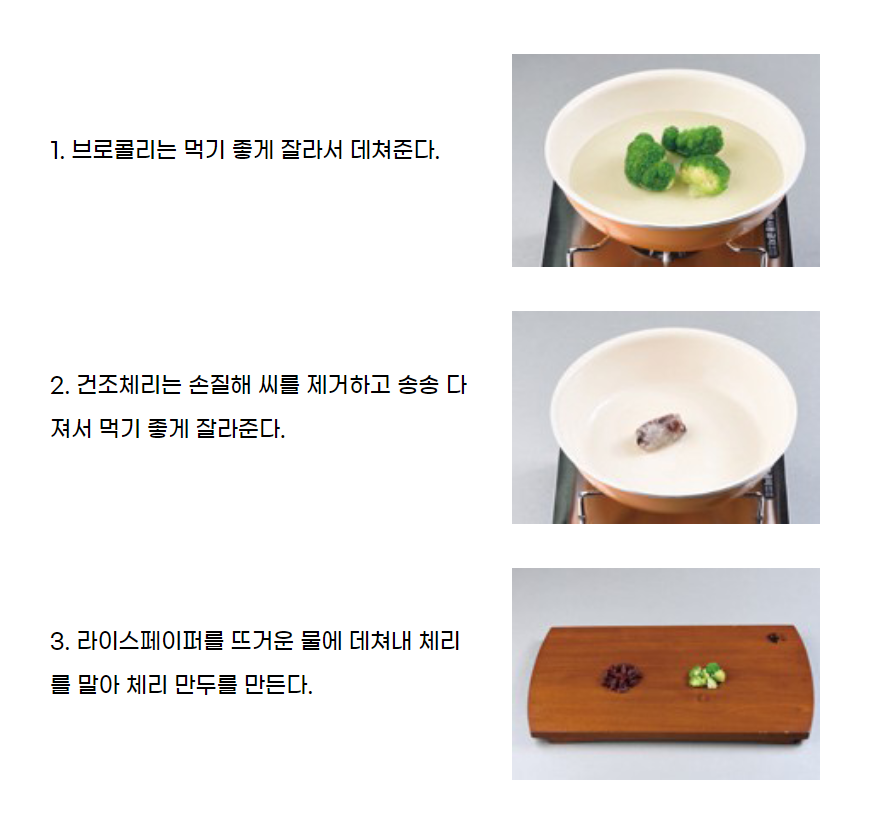 1. 브로콜리는 먹기 좋게 잘라서 데쳐준다.
2. 건조체리는 손질해 씨를 제거하고 송송 다
져서 먹기 좋게 잘라준다.
3. 라이스페이퍼를 뜨거운 물에 데쳐내 체리
를 말아 체리 만두를 만든다.